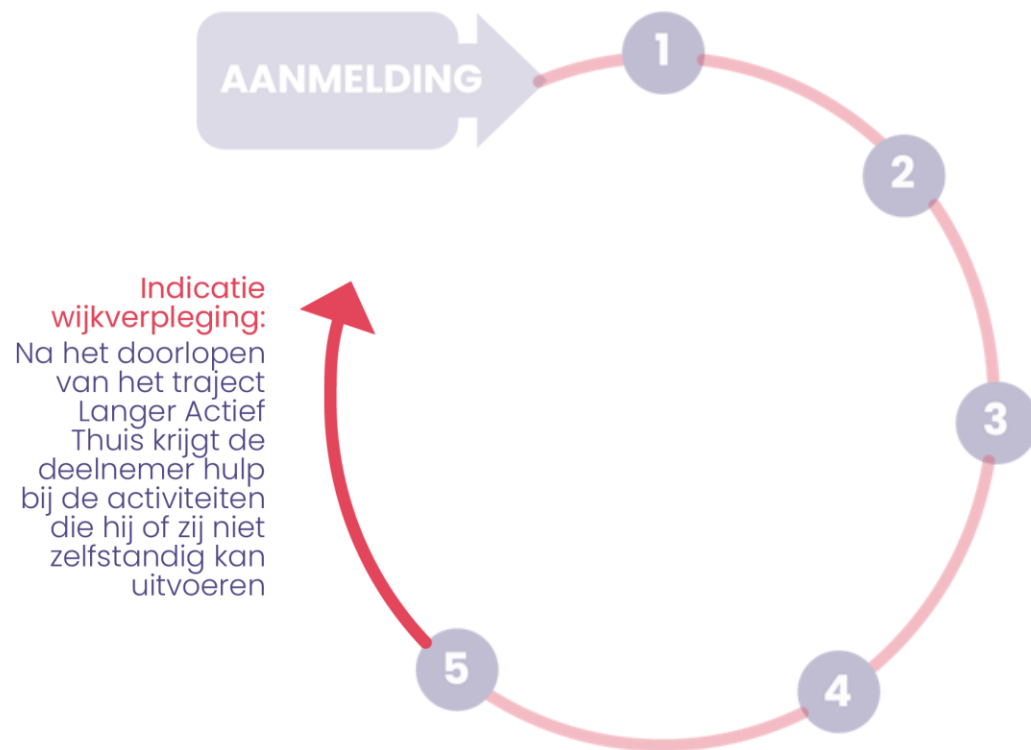 AANMELDING
1
2
3
4
5
Indicatie
wijkverpleging:
Na het doorlopen
van het traject
Langer Actief
Thuis krijgt de
deelnemer hulp
bij de activiteiten
die hij of zij niet
zelfstandig kan
uitvoeren